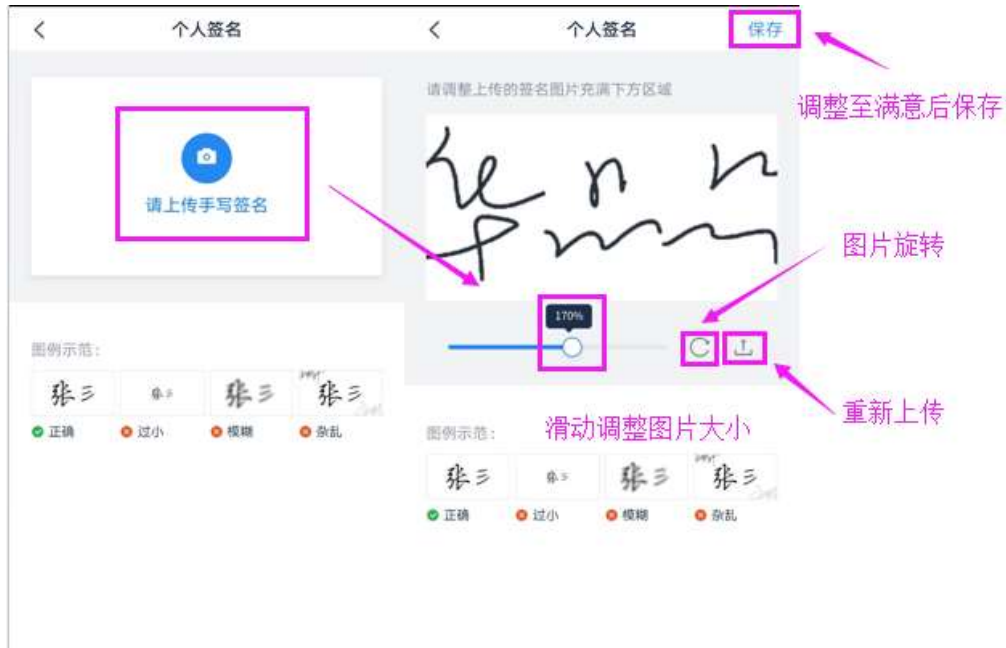 个人签名
请上传手写签名
图例示范：
张三
张三
张三
张三
正确
过小
模糊
杂乱
个人签名
保存
调整至满意后保存
请调整上传的签名图片充满下方区域
图片旋转
170%
重新上传
滑动调整图片大小
图例示范：
张三
张三
张三
张三
正确
过小
模糊
杂乱